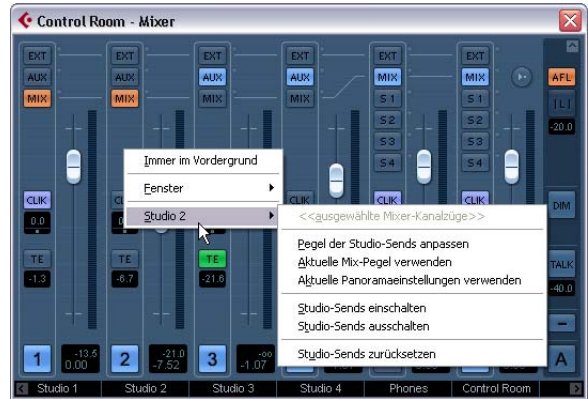 Control Room - Mixer
EXT EXT EXT EXT EXT EXT
AUX AUX AUX AUX MIX MIX AFL
MIX MIX MIX MIX S 1 S 1 [L]
S 2 S 2 -20.0
S 3 S 3
S 4 S 4
Immer im Vordergrund
Fenster
Studio 2
<<ausgewählte Mixer-Kanalzüge>>
Pegel der Studio-Sends anpassen
Aktuelle Mix-Pegel verwenden
Aktuelle Panoramaeinstellungen verwenden
Studio-Sends einschalten
Studio-Sends ausschalten
Studio-Sends zurücksetzen
CLIK CLIK CLIK CLIK CLIK DIM
0.0
TE TE TE TALK
-1.3 -6.7 -21.6 -40.0
1 -13.5 0.00 2 -21.0 -7.52 3 -oo -1.07 A
Studio 1 Studio 2 Studio 3 Studio 4 Phones Control Room